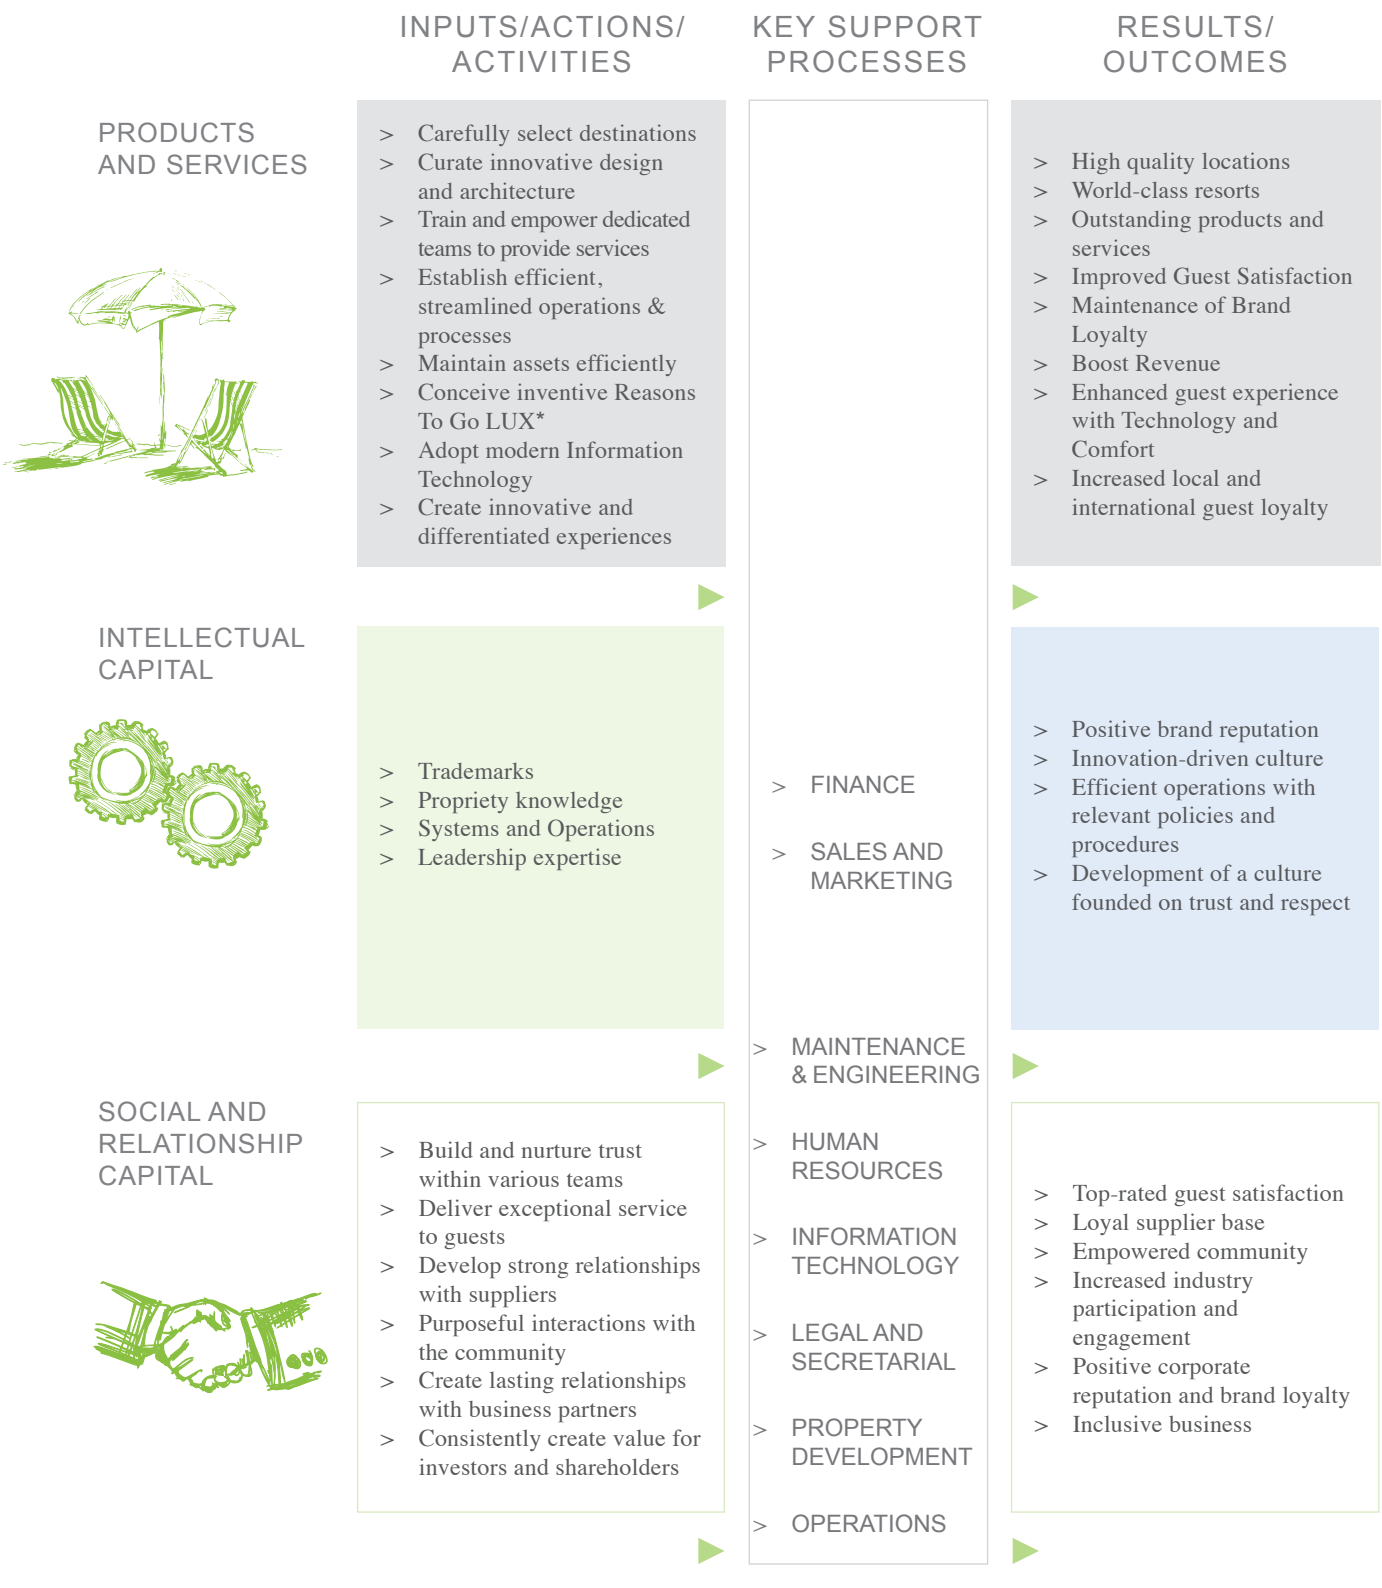 INPUTS/ACTIONS/
ACTIVITIES
KEY SUPPORT
PROCESSES
RESULTS/
OUTCOMES
PRODUCTS
AND SERVICES
> Carefully select destinations
> Curate innovative design
and architecture
> Train and empower dedicated
teams to provide services
> Establish efficient,
streamlined operations &
processes
> Maintain assets efficiently
> Conceive inventive Reasons
To Go LUX*
> Adopt modern Information
Technology
> Create innovative and
differentiated experiences
> High quality locations
> World-class resorts
> Outstanding products and
services
> Improved Guest Satisfaction
> Maintenance of Brand
Loyalty
> Boost Revenue
> Enhanced guest experience
with Technology and
Comfort
> Increased local and
international guest loyalty
INTELLECTUAL
CAPITAL
> Trademarks
> Propriety knowledge
> Systems and Operations
> Leadership expertise
> FINANCE
> SALES AND
MARKETING
> MAINTENANCE
& ENGINEERING
> HUMAN
RESOURCES
> INFORMATION
TECHNOLOGY
> LEGAL AND
SECRETARIAL
> PROPERTY
DEVELOPMENT
> OPERATIONS
> Positive brand reputation
> Innovation-driven culture
> Efficient operations with
relevant policies and
procedures
> Development of a culture
founded on trust and respect
SOCIAL AND
RELATIONSHIP
CAPITAL
> Build and nurture trust
within various teams
> Deliver exceptional service
to guests
> Develop strong relationships
with suppliers
> Purposeful interactions with
the community
> Create lasting relationships
with business partners
> Consistently create value for
investors and shareholders
> Top-rated guest satisfaction
> Loyal supplier base
> Empowered community
> Increased industry
participation and
engagement
> Positive corporate
reputation and brand loyalty
> Inclusive business